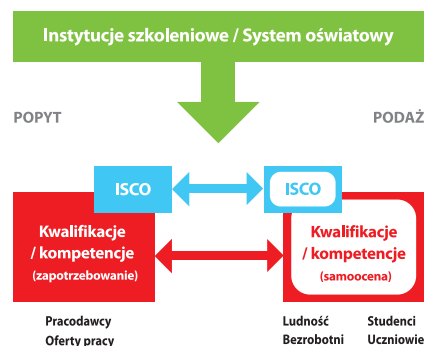 Instytucje szkoleniowe / System oświatowy
POPYT
PODAŻ
ISCO
ISCO
Kwalifikacje
/ kompetencje
(zapotrzebowanie)
Kwalifikacje
/ kompetencje
(samoocena)
Pracodawcy
Oferty pracy
Ludność
Bezrobotni
Studenci
Uczniowie